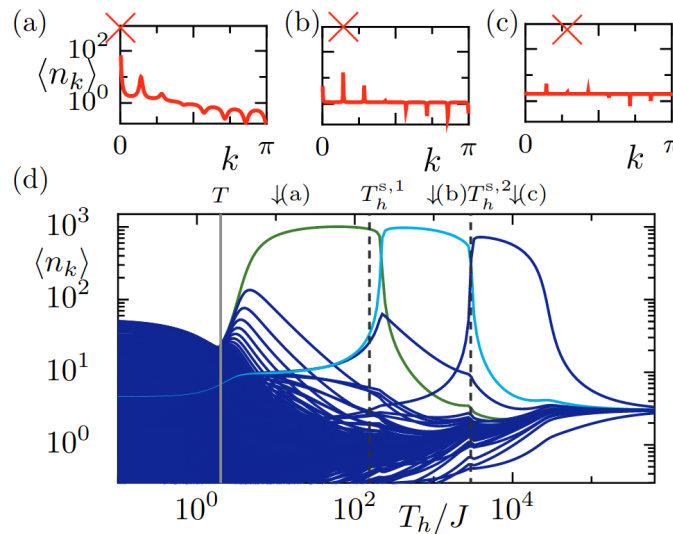 (a) (b) (c)
⟨n_k⟩ 10^2 10^0
0 k π 0 k π 0 k π
(d) T ↓(a) T_h^{s,1} ↓(b) T_h^{s,2} ↓(c)
10^3
⟨n_k⟩
10^2
10^1
10^0
10^0 10^2 T_h/J 10^4